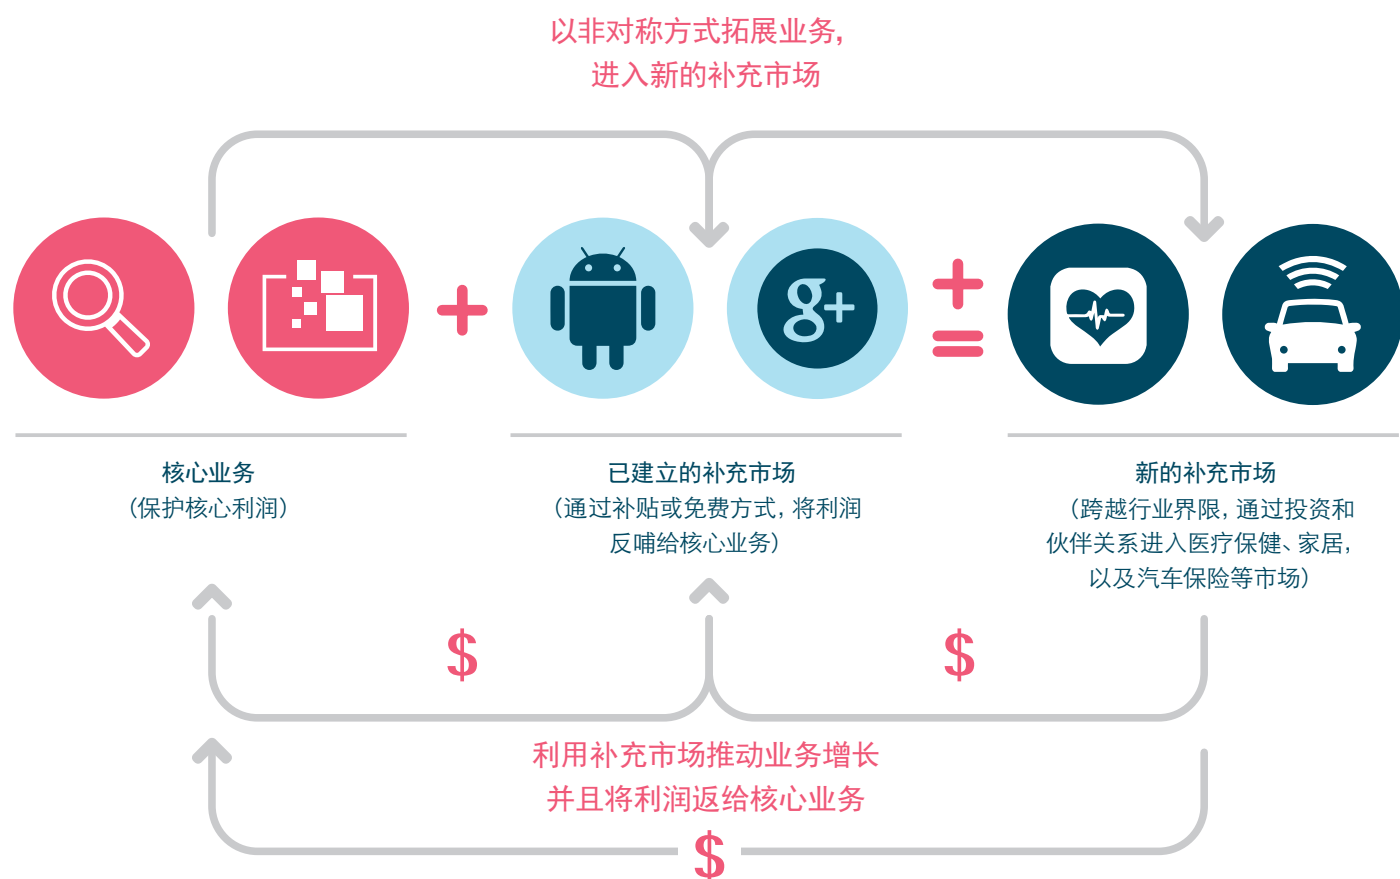 以非对称方式拓展业务,
进入新的补充市场
g+
核心业务
（保护核心利润）
已建立的补充市场
（通过补贴或免费方式, 将利润
反哺给核心业务）
新的补充市场
（跨越行业界限, 通过投资和
伙伴关系进入医疗保健、家居,
以及汽车保险等市场）
$
$
利用补充市场推动业务增长
并且将利润返给核心业务
$